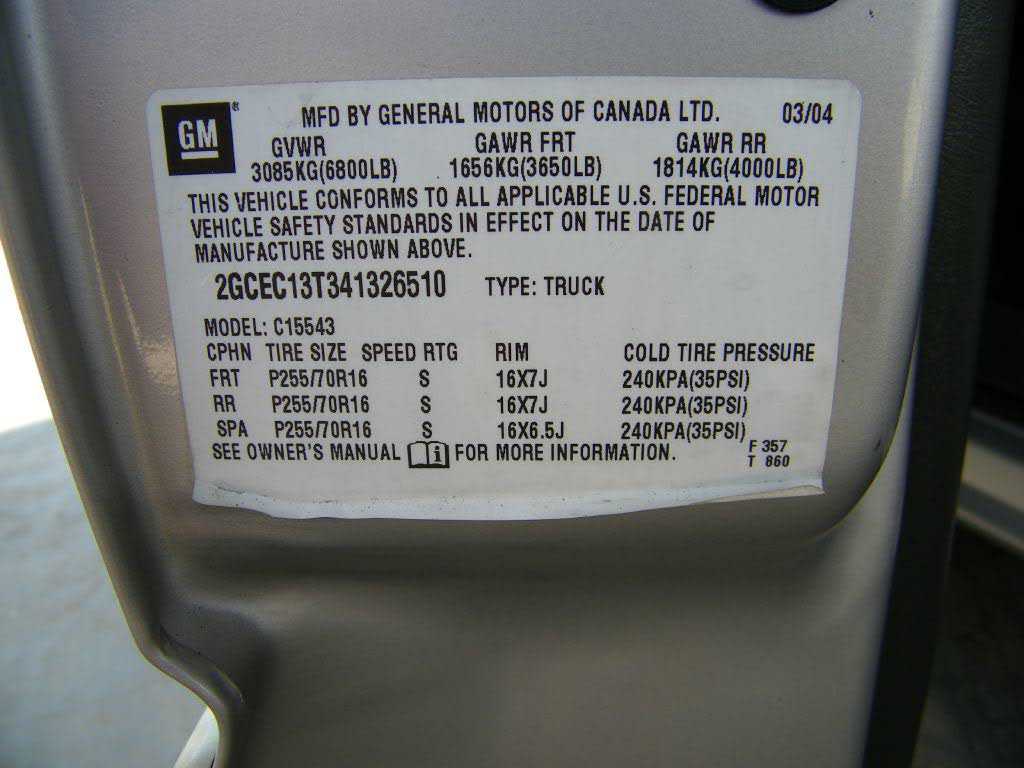 GM® MFD BY GENERAL MOTORS OF CANADA LTD. 03/04
GVWR GAWR FRT GAWR RR
3085KG(6800LB) 1656KG(3650LB) 1814KG(4000LB)
THIS VEHICLE CONFORMS TO ALL APPLICABLE U.S. FEDERAL MOTOR
VEHICLE SAFETY STANDARDS IN EFFECT ON THE DATE OF
MANUFACTURE SHOWN ABOVE.
2GCEC13T341326510 TYPE: TRUCK
MODEL: C15543
CPHN TIRE SIZE SPEED RTG RIM COLD TIRE PRESSURE
FRT P255/70R16 S 16X7J 240KPA(35PSI)
RR P255/70R16 S 16X7J 240KPA(35PSI)
SPA P255/70R16 S 16X6.5J 240KPA(35PSI)
SEE OWNER'S MANUAL i FOR MORE INFORMATION. F 357
T 860